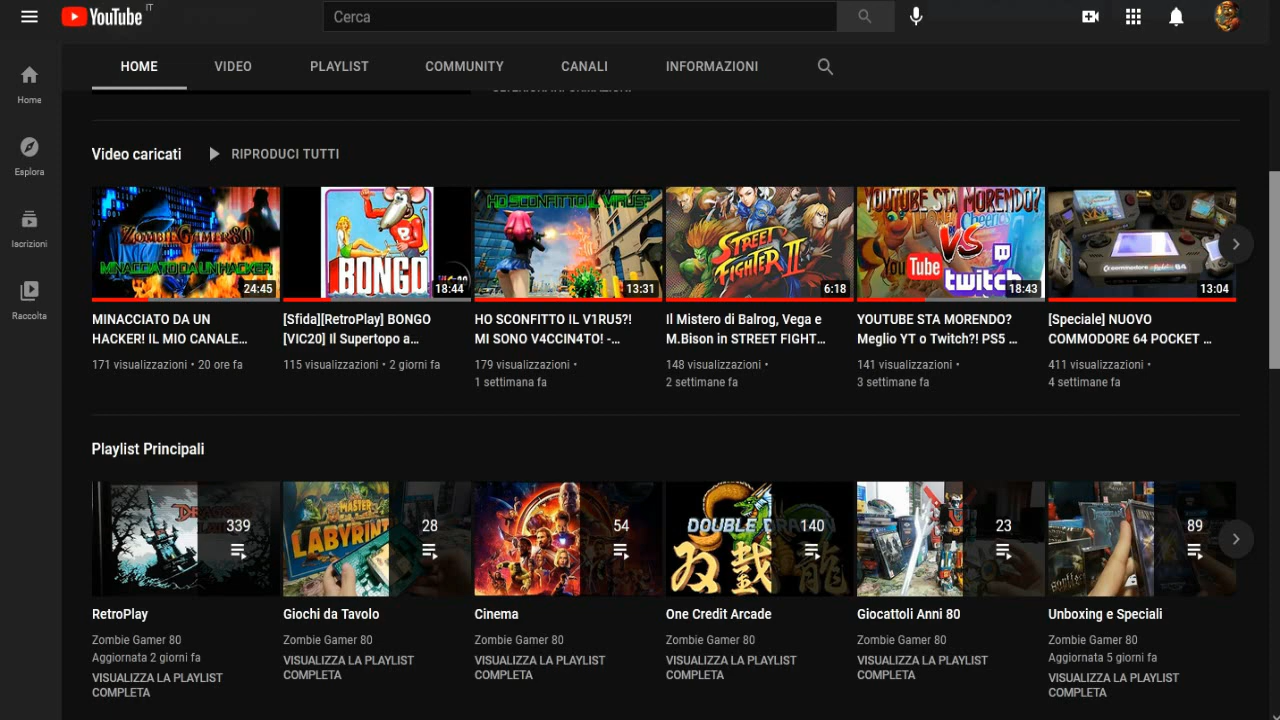 YouTube IT
Cerca
HOME VIDEO PLAYLIST COMMUNITY CANALI INFORMAZIONI
Home
Esplora
Iscrizioni
Raccolta
Video caricati RIPRODUCI TUTTI
ZombieGamer80
MINACCIATO DA UN HACKER!
24:45
MINACCIATO DA UN
HACKER! IL MIO CANALE...
171 visualizzazioni • 20 ore fa
BONGO
18:44
[Sfida][RetroPlay] BONGO
[VIC20] Il Supertopo a...
115 visualizzazioni • 2 giorni fa
HO SCONFITTO IL VIRUS?
13:31
HO SCONFITTO IL V1RU5?!
MI SONO V4CCIN4TO! -...
179 visualizzazioni •
1 settimana fa
STREET
FIGHTER II
6:18
Il Mistero di Balrog, Vega e
M.Bison in STREET FIGHT...
148 visualizzazioni •
2 settimane fa
YOUTUBE STA MORENDO?
VS
YouTube
twitch
18:43
YOUTUBE STA MORENDO?
Meglio YT o Twitch?! PS5 ...
141 visualizzazioni •
3 settimane fa
commodore 64
13:04
[Speciale] NUOVO
COMMODORE 64 POCKET ...
411 visualizzazioni •
4 settimane fa
Playlist Principali
339
RetroPlay
Zombie Gamer 80
Aggiornata 2 giorni fa
VISUALIZZA LA PLAYLIST
COMPLETA
MASTER
LABYRINT
28
Giochi da Tavolo
Zombie Gamer 80
VISUALIZZA LA PLAYLIST
COMPLETA
54
Cinema
Zombie Gamer 80
VISUALIZZA LA PLAYLIST
COMPLETA
DOUBLE DRAGON
140
One Credit Arcade
Zombie Gamer 80
VISUALIZZA LA PLAYLIST
COMPLETA
23
Giocattoli Anni 80
Zombie Gamer 80
VISUALIZZA LA PLAYLIST
COMPLETA
89
Unboxing e Speciali
Zombie Gamer 80
Aggiornata 5 giorni fa
VISUALIZZA LA PLAYLIST
COMPLETA